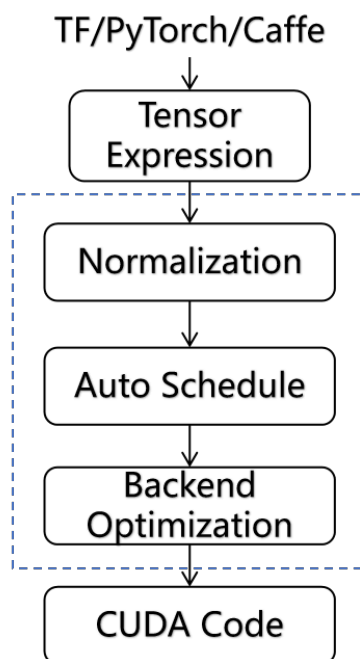 TF/PyTorch/Caffe
Tensor
Expression
Normalization
Auto Schedule
Backend
Optimization
CUDA Code